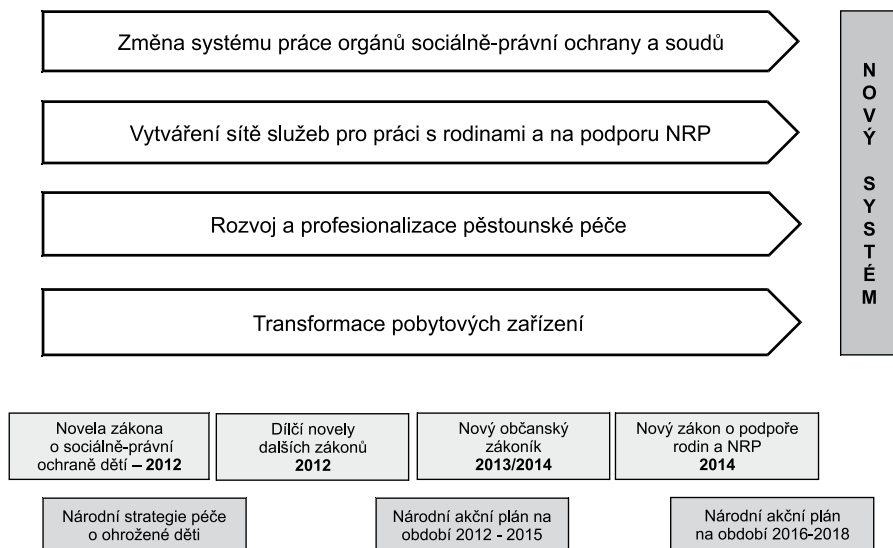 Změna systému práce orgánů sociálně-právní ochrany a soudů
Vytváření sítě služeb pro práci s rodinami a na podporu NRP
Rozvoj a profesionalizace pěstounské péče
Transformace pobytových zařízení
NOVÝ SYSTÉM
Novela zákona
o sociálně-právní
ochraně dětí – 2012
Dílčí novely
dalších zákonů
2012
Nový občanský
zákoník
2013/2014
Nový zákon o podpoře
rodin a NRP
2014
Národní strategie péče
o ohrožené děti
Národní akční plán na
období 2012 - 2015
Národní akční plán
na období 2016-2018